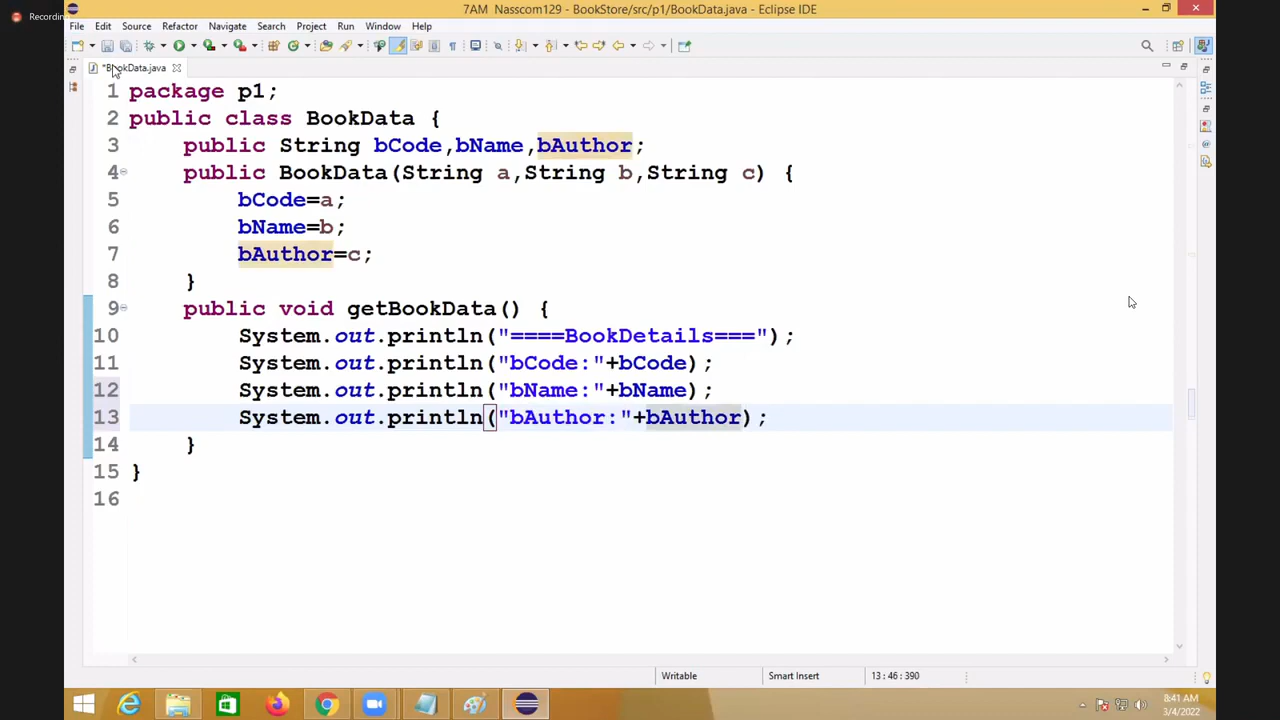 Recording
7AM Nasscom129 - BookStore/src/p1/BookData.java - Eclipse IDE
File Edit Source Refactor Navigate Search Project Run Window Help
*BookData.java
1 package p1;
2 public class BookData {
3 public String bCode,bName,bAuthor;
4 public BookData(String a,String b,String c) {
5 bCode=a;
6 bName=b;
7 bAuthor=c;
8 }
9 public void getBookData() {
10 System.out.println("====BookDetails===");
11 System.out.println("bCode:"+bCode);
12 System.out.println("bName:"+bName);
13 System.out.println("bAuthor:"+bAuthor);
14 }
15 }
16
Writable Smart Insert 13 : 46 : 390
8:41 AM
3/4/2022